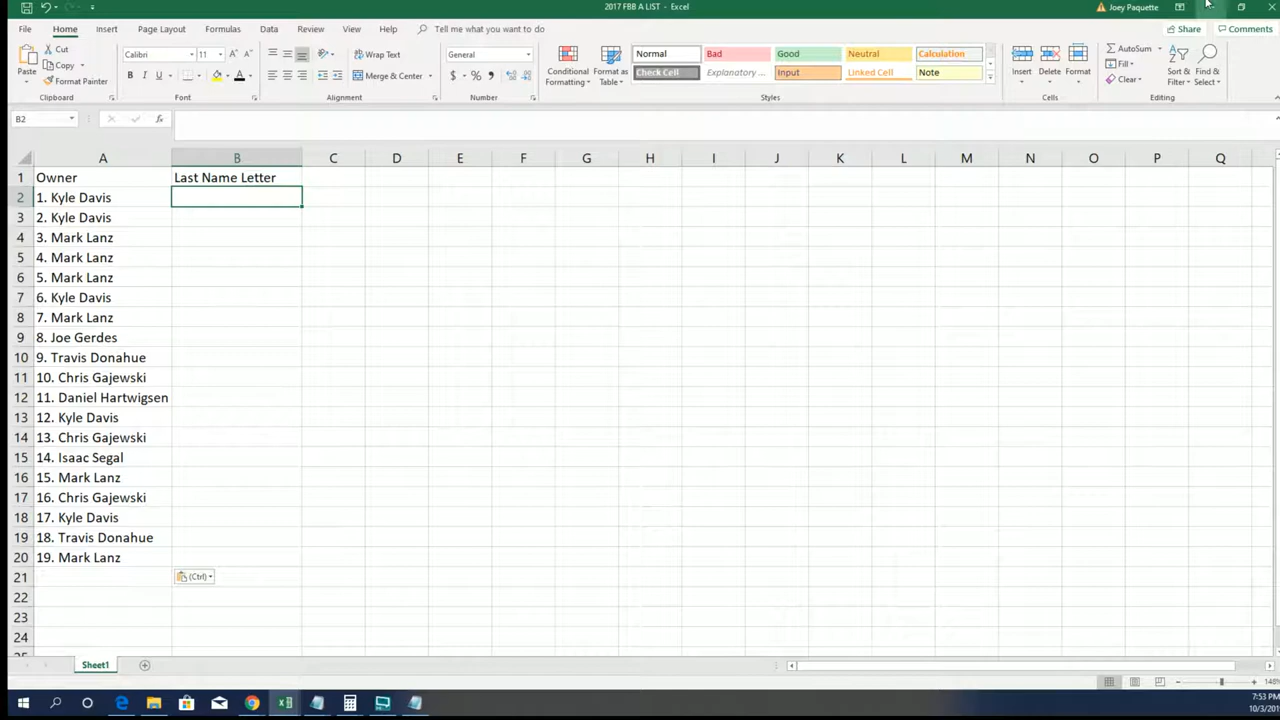 2017 FBB A LIST - Excel
Joey Paquette
File Home Insert Page Layout Formulas Data Review View Help Tell me what you want to do Share Comments
Cut
Copy
Format Painter
Paste
Clipboard
Calibri 11
B I U
Font
Wrap Text
Merge & Center
Alignment
General
$ % ,
Number
Conditional Formatting
Format as Table
Normal Bad Good Neutral Calculation
Check Cell Explanatory ... Input Linked Cell Note
Styles
Insert Delete Format
Cells
AutoSum
Fill
Clear
Sort & Filter
Find & Select
Editing
B2 fx
A B C D E F G H I J K L M N O P Q
1 Owner Last Name Letter
2 1. Kyle Davis
3 2. Kyle Davis
4 3. Mark Lanz
5 4. Mark Lanz
6 5. Mark Lanz
7 6. Kyle Davis
8 7. Mark Lanz
9 8. Joe Gerdes
10 9. Travis Donahue
11 10. Chris Gajewski
12 11. Daniel Hartwigsen
13 12. Kyle Davis
14 13. Chris Gajewski
15 14. Isaac Segal
16 15. Mark Lanz
17 16. Chris Gajewski
18 17. Kyle Davis
19 18. Travis Donahue
20 19. Mark Lanz
21 (Ctrl)
22
23
24
Sheet1
7:53 PM